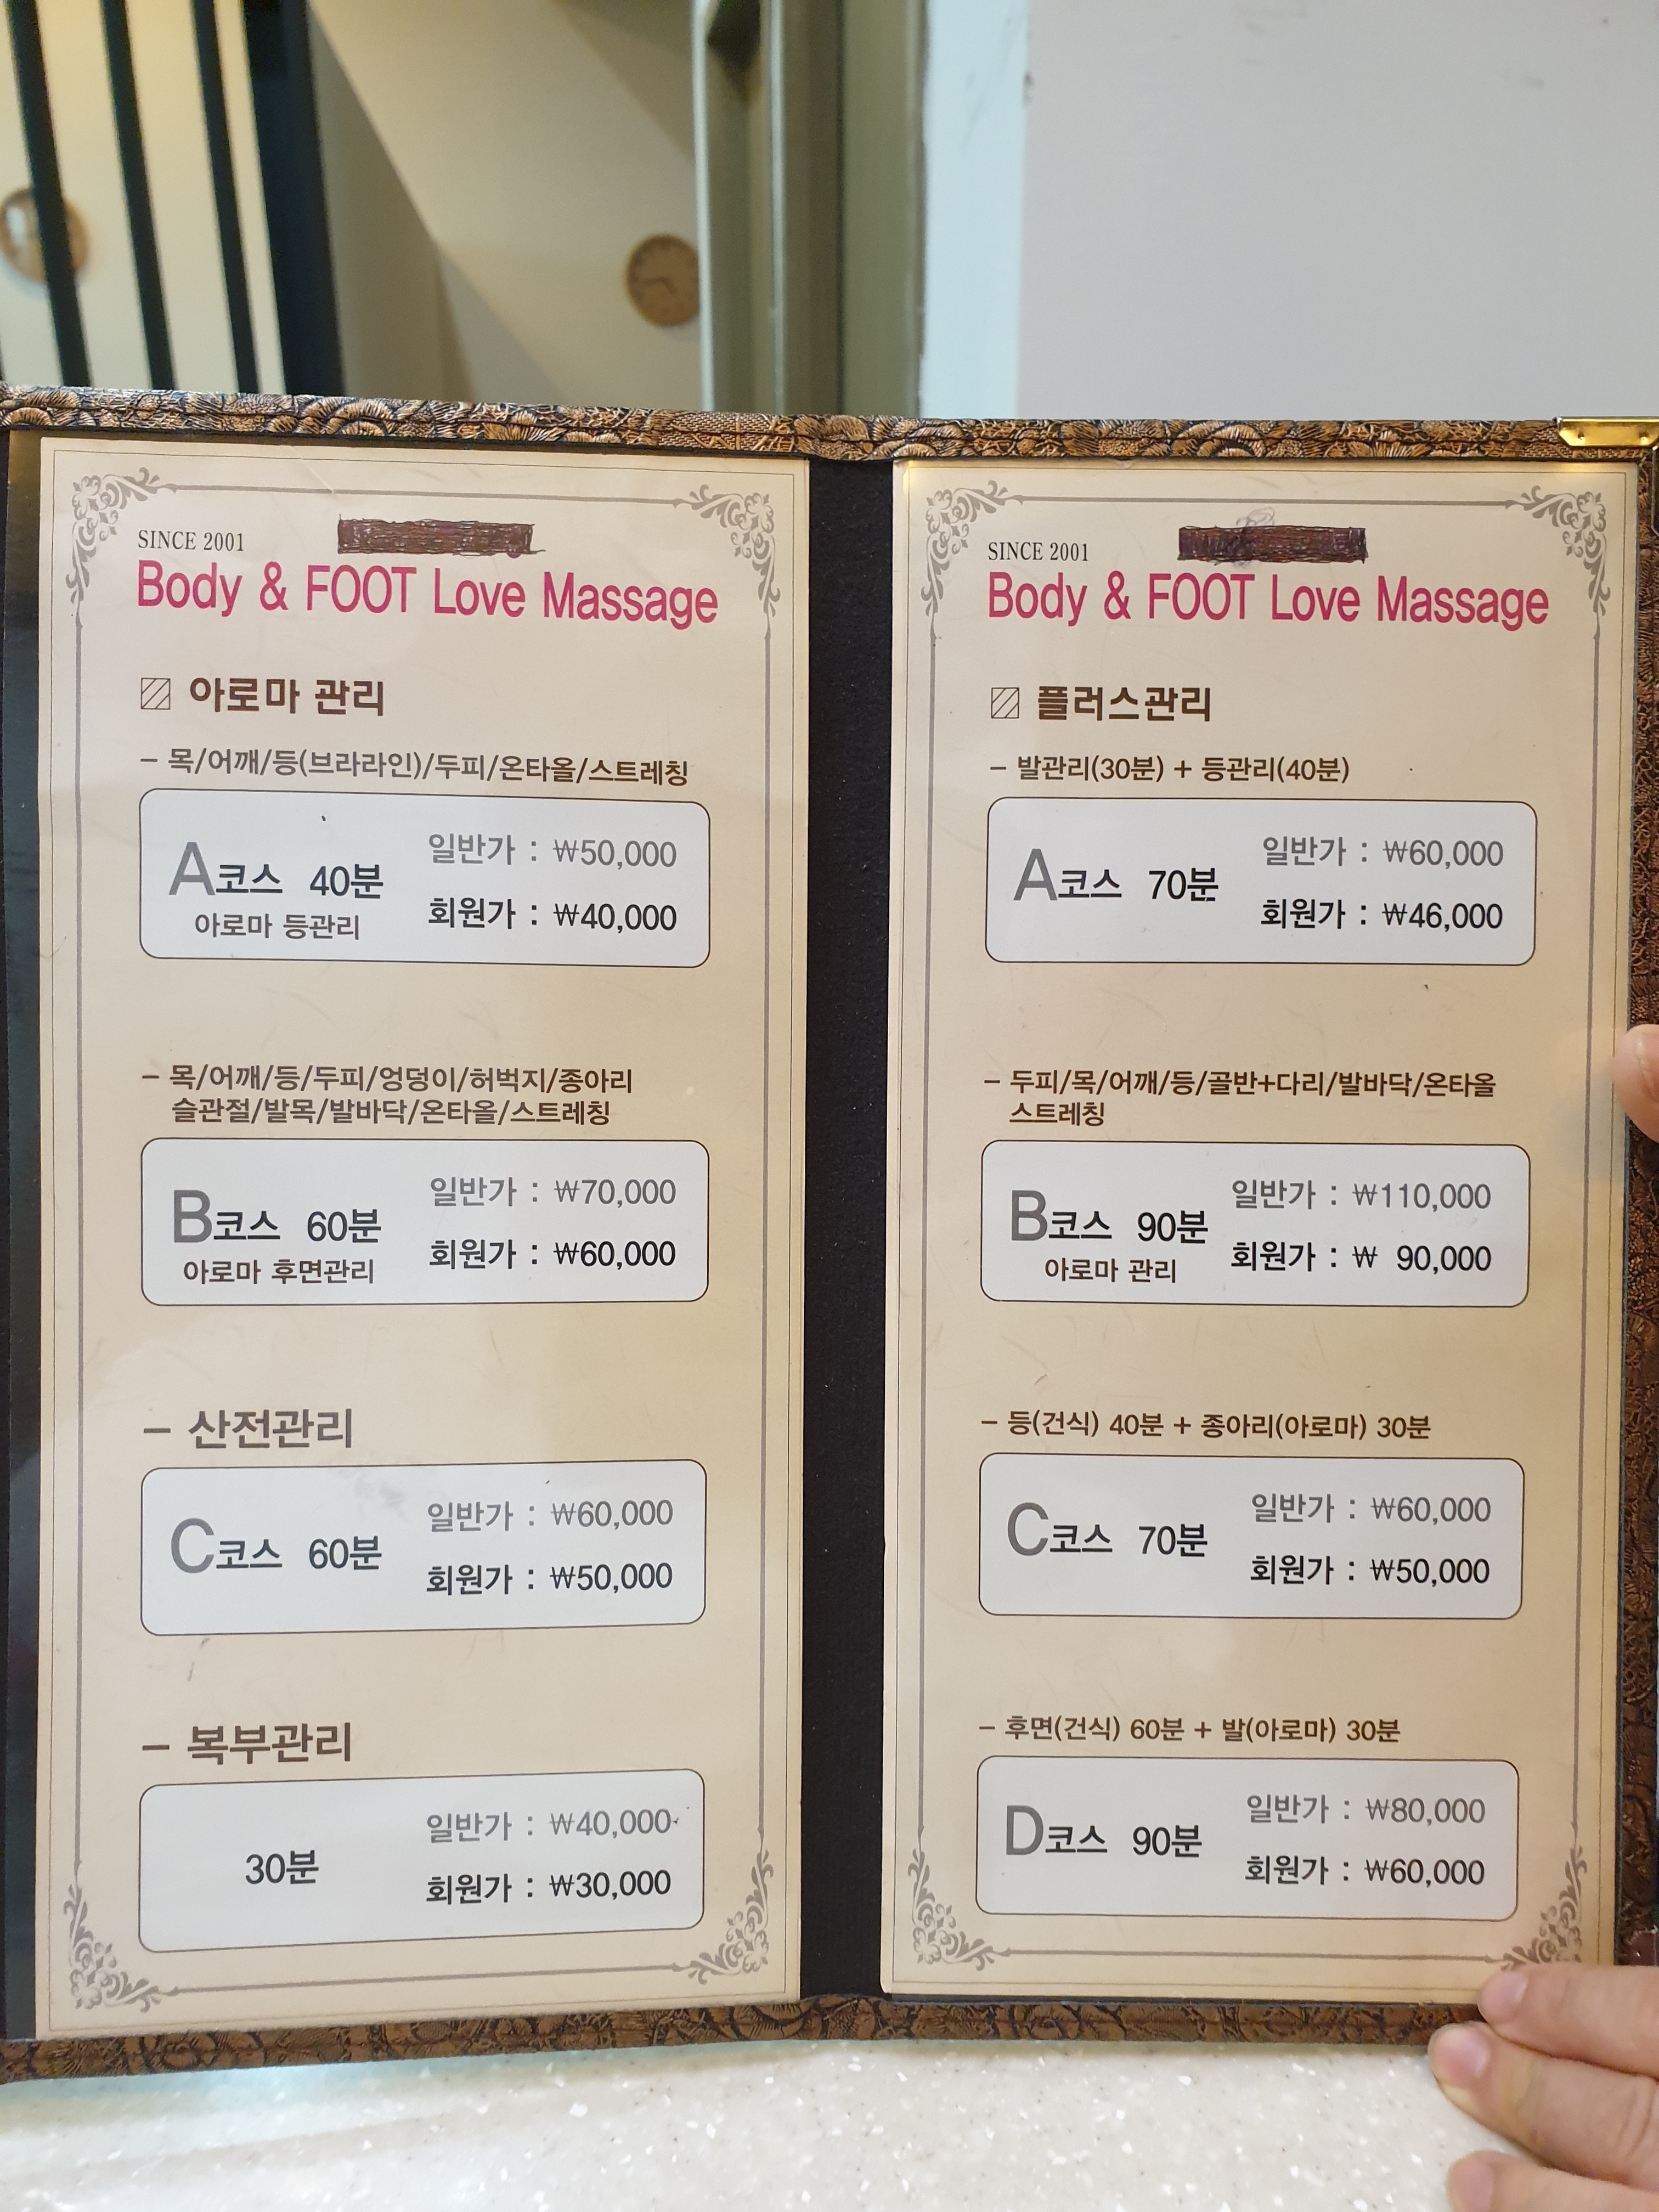 SINCE 2001
Body & FOOT Love Massage
아로마 관리
– 목/어깨/등(브라라인)/두피/온타올/스트레칭
A코스 40분
아로마 등관리
일반가 : ₩50,000
회원가 : ₩40,000
– 목/어깨/등/두피/엉덩이/허벅지/종아리
슬관절/발목/발바닥/온타올/스트레칭
B코스 60분
아로마 후면관리
일반가 : ₩70,000
회원가 : ₩60,000
– 산전관리
C코스 60분
일반가 : ₩60,000
회원가 : ₩50,000
– 복부관리
30분
일반가 : ₩40,000
회원가 : ₩30,000
SINCE 2001
Body & FOOT Love Massage
플러스관리
– 발관리(30분) + 등관리(40분)
A코스 70분
일반가 : ₩60,000
회원가 : ₩46,000
– 두피/목/어깨/등/골반+다리/발바닥/온타올
스트레칭
B코스 90분
아로마 관리
일반가 : ₩110,000
회원가 : ₩ 90,000
– 등(건식) 40분 + 종아리(아로마) 30분
C코스 70분
일반가 : ₩60,000
회원가 : ₩50,000
– 후면(건식) 60분 + 발(아로마) 30분
D코스 90분
일반가 : ₩80,000
회원가 : ₩60,000